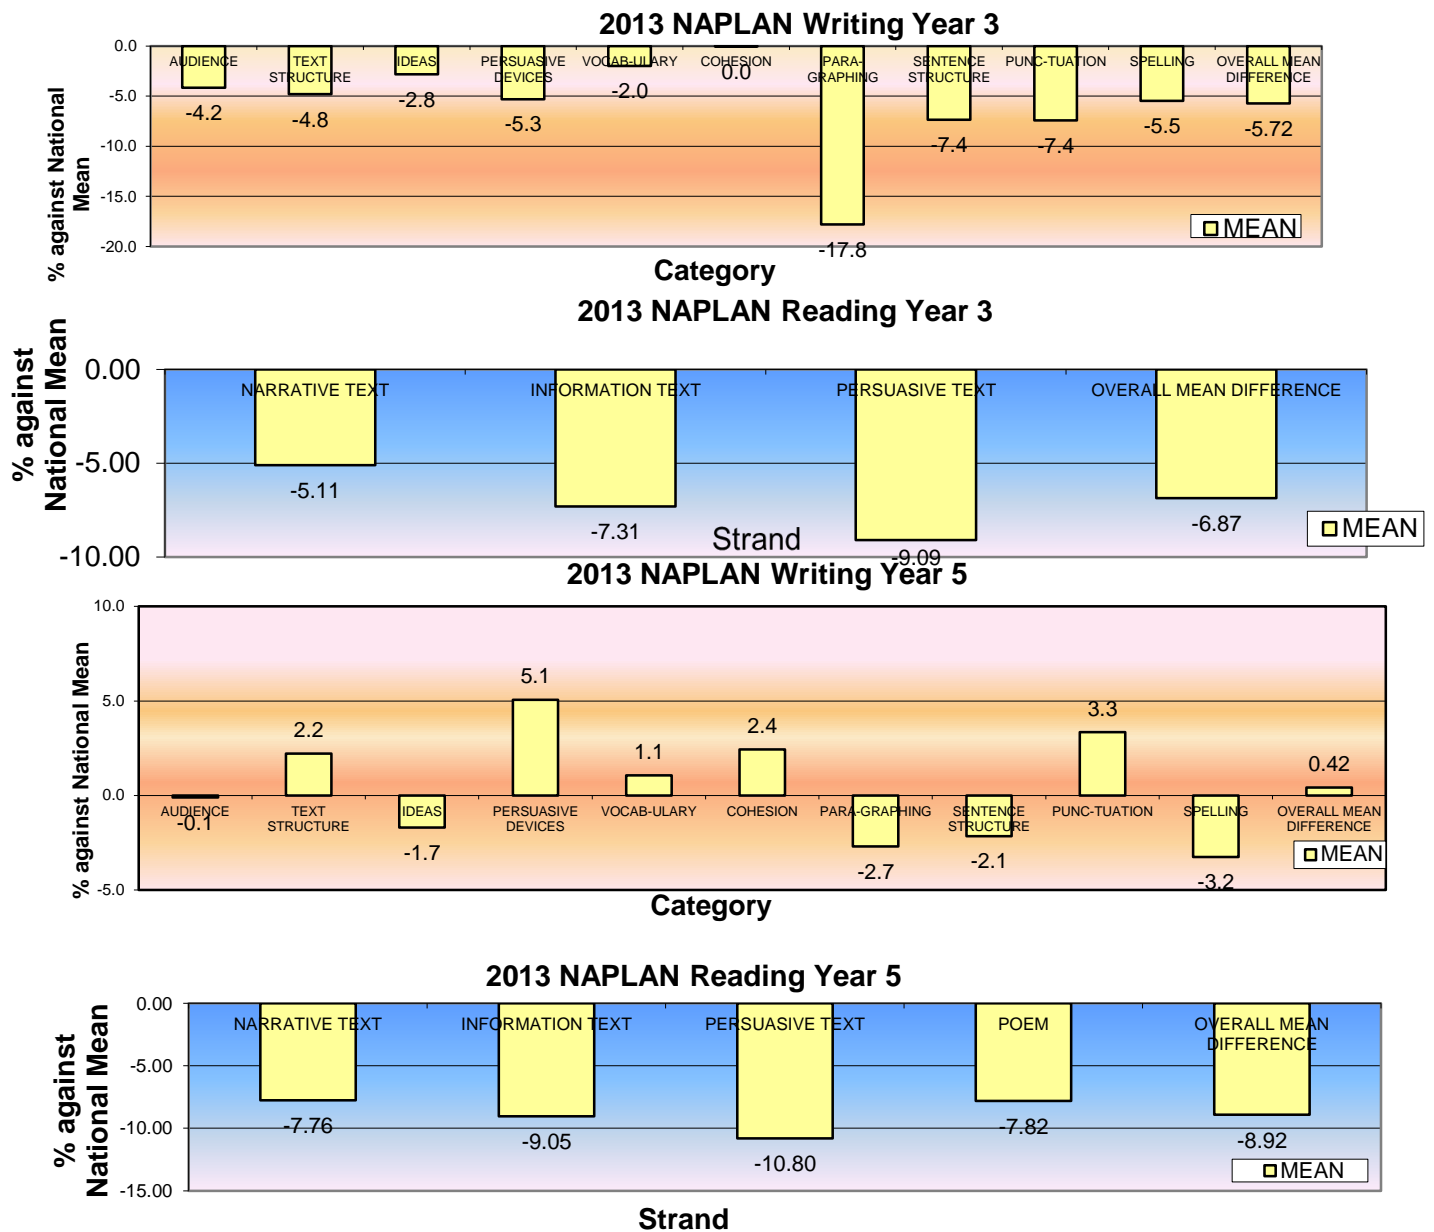 2013 NAPLAN Writing Year 3
% against National
Mean
0.0
-5.0
-10.0
-15.0
-20.0
AUDIENCE
TEXT
STRUCTURE
IDEAS
PERSUASIVE
DEVICES
VOCAB-ULARY
COHESION
PARA-
GRAPHING
SENTENCE
STRUCTURE
PUNC-TUATION
SPELLING
OVERALL MEAN
DIFFERENCE
-4.2
-4.8
-2.8
-5.3
-2.0
0.0
-17.8
-7.4
-7.4
-5.5
-5.72
MEAN
Category
2013 NAPLAN Reading Year 3
% against
National Mean
0.00
-5.00
-10.00
NARRATIVE TEXT
INFORMATION TEXT
PERSUASIVE TEXT
OVERALL MEAN DIFFERENCE
-5.11
-7.31
-9.09
-6.87
MEAN
Strand
2013 NAPLAN Writing Year 5
% against National Mean
10.0
5.0
0.0
-5.0
AUDIENCE
TEXT
STRUCTURE
IDEAS
PERSUASIVE
DEVICES
VOCAB-ULARY
COHESION
PARA-GRAPHING
SENTENCE
STRUCTURE
PUNC-TUATION
SPELLING
OVERALL MEAN
DIFFERENCE
-0.1
2.2
-1.7
5.1
1.1
2.4
-2.7
-2.1
3.3
-3.2
0.42
MEAN
Category
2013 NAPLAN Reading Year 5
% against
National Mean
0.00
-5.00
-10.00
-15.00
NARRATIVE TEXT
INFORMATION TEXT
PERSUASIVE TEXT
POEM
OVERALL MEAN
DIFFERENCE
-7.76
-9.05
-10.80
-7.82
-8.92
MEAN
Strand